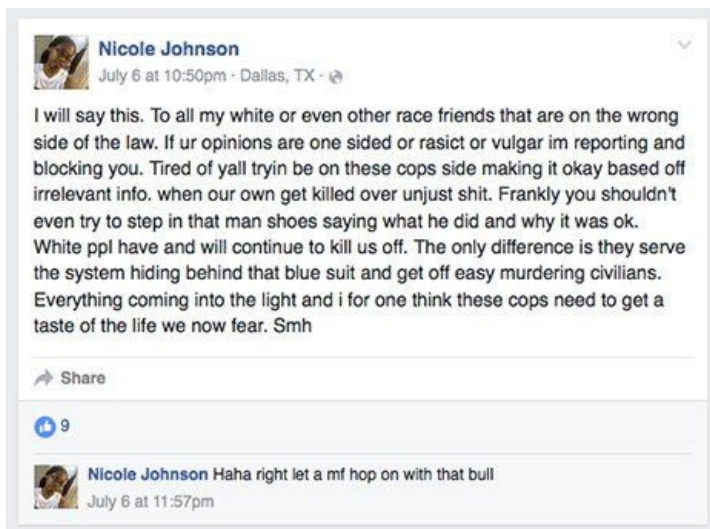 Nicole Johnson
July 6 at 10:50pm · Dallas, TX ·
I will say this. To all my white or even other race friends that are on the wrong
side of the law. If ur opinions are one sided or rasict or vulgar im reporting and
blocking you. Tired of yall tryin be on these cops side making it okay based off
irrelevant info. when our own get killed over unjust shit. Frankly you shouldn't
even try to step in that man shoes saying what he did and why it was ok.
White ppl have and will continue to kill us off. The only difference is they serve
the system hiding behind that blue suit and get off easy murdering civilians.
Everything coming into the light and i for one think these cops need to get a
taste of the life we now fear. Smh
Share
9
Nicole Johnson Haha right let a mf hop on with that bull
July 6 at 11:57pm